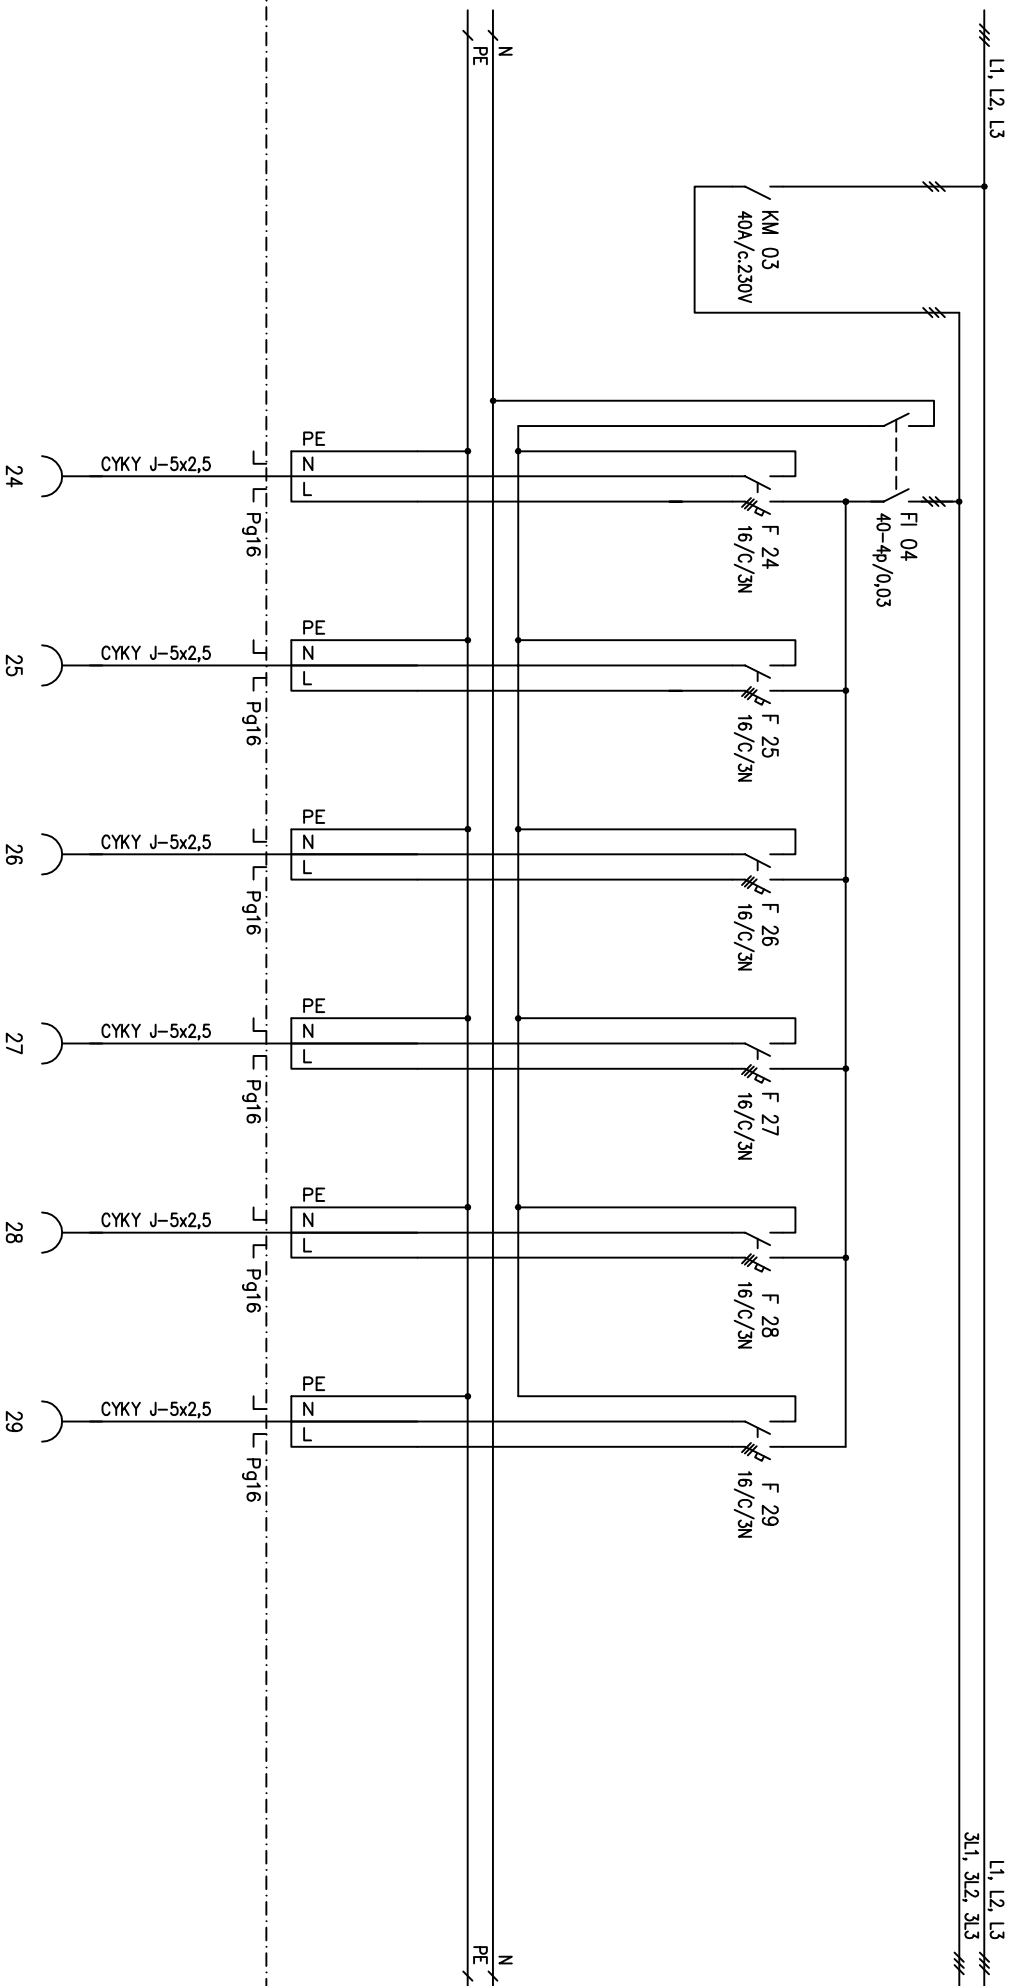 L1, L2, L3
L1, L2, L3
3L1, 3L2, 3L3
KM 03
40A/c.230V
FI 04
40-4p/0,03
F 24
16/C/3N
F 25
16/C/3N
F 26
16/C/3N
F 27
16/C/3N
F 28
16/C/3N
F 29
16/C/3N
N
PE
N
PE
PE
N
L
PE
N
L
PE
N
L
PE
N
L
PE
N
L
PE
N
L
Pg16
Pg16
Pg16
Pg16
Pg16
Pg16
CYKY J-5x2,5
CYKY J-5x2,5
CYKY J-5x2,5
CYKY J-5x2,5
CYKY J-5x2,5
CYKY J-5x2,5
24
25
26
27
28
29